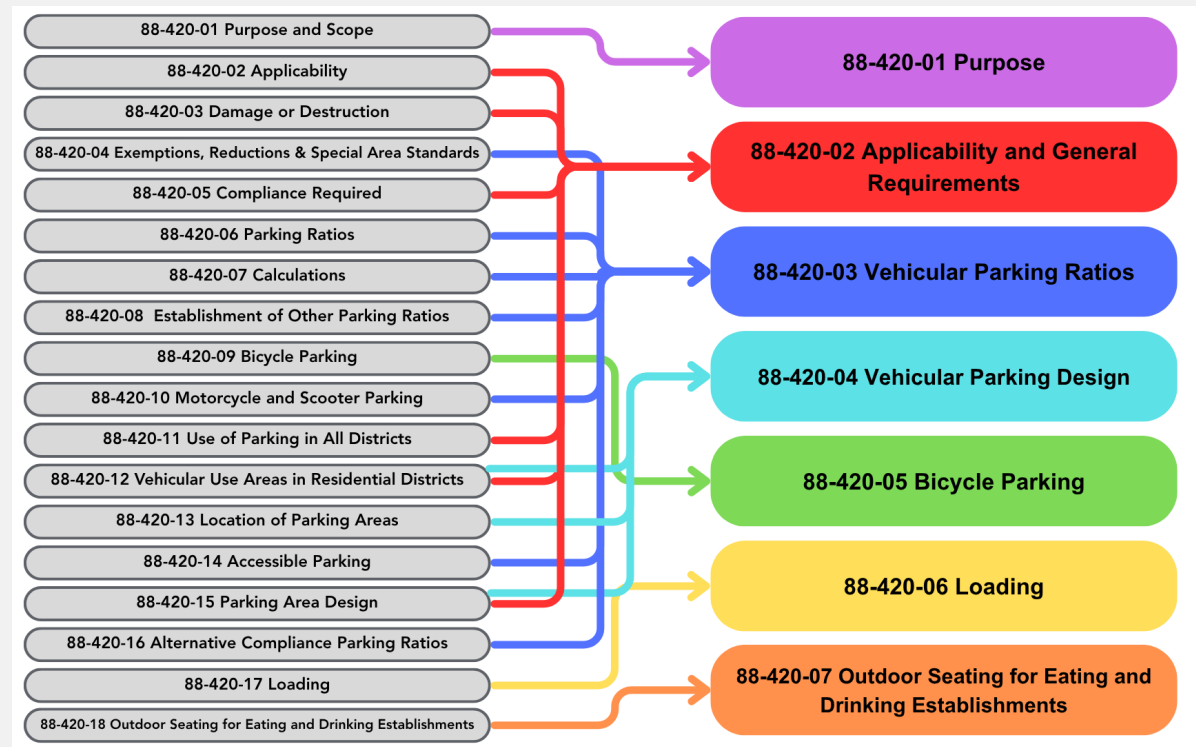 88-420-01 Purpose and Scope
88-420-02 Applicability
88-420-03 Damage or Destruction
88-420-04 Exemptions, Reductions & Special Area Standards
88-420-05 Compliance Required
88-420-06 Parking Ratios
88-420-07 Calculations
88-420-08  Establishment of Other Parking Ratios
88-420-09 Bicycle Parking
88-420-10 Motorcycle and Scooter Parking
88-420-11 Use of Parking in All Districts
88-420-12 Vehicular Use Areas in Residential Districts
88-420-13 Location of Parking Areas
88-420-14 Accessible Parking
88-420-15 Parking Area Design
88-420-16 Alternative Compliance Parking Ratios
88-420-17 Loading
88-420-18 Outdoor Seating for Eating and Drinking Establishments
88-420-01 Purpose
88-420-02 Applicability and General
Requirements
88-420-03 Vehicular Parking Ratios
88-420-04 Vehicular Parking Design
88-420-05 Bicycle Parking
88-420-06 Loading
88-420-07 Outdoor Seating for Eating and
Drinking Establishments